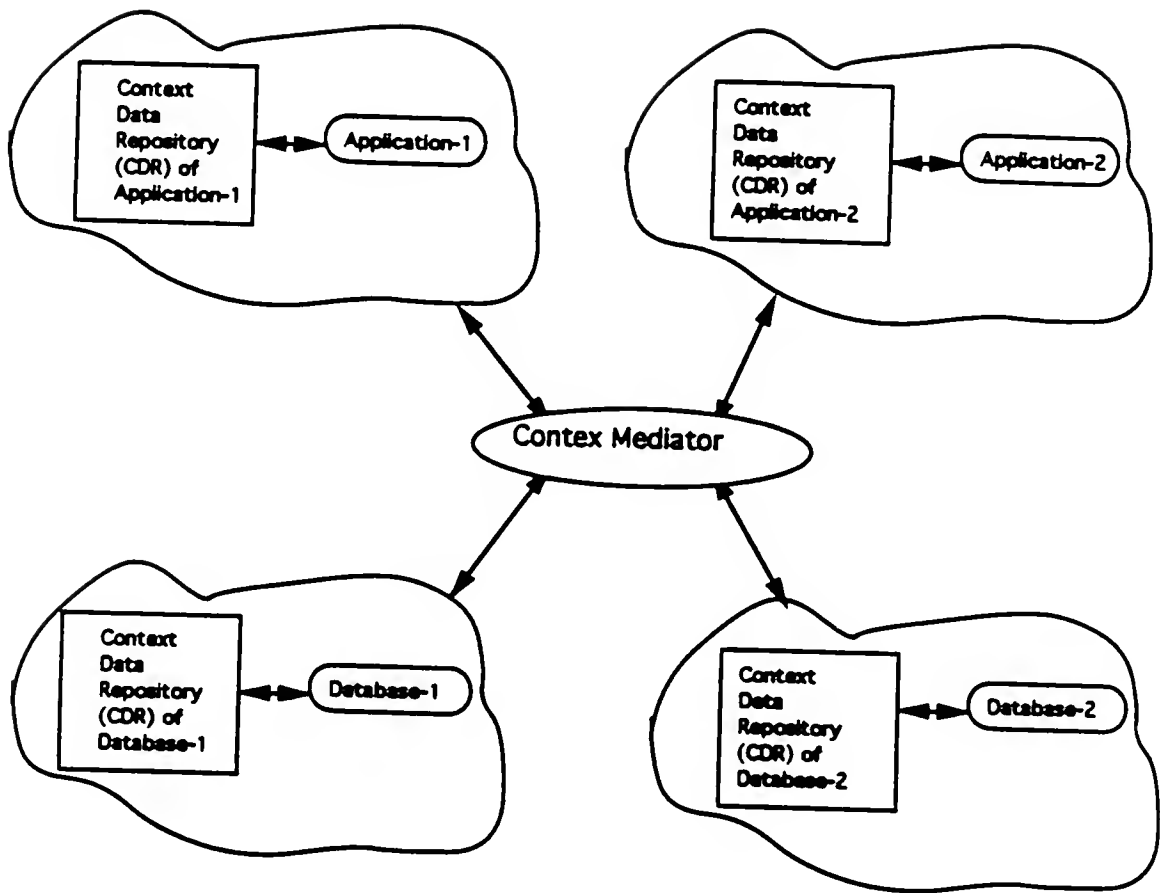 Context
Data
Repository
(CDR) of
Application-1
Application-1
Context
Data
Repository
(CDR) of
Application-2
Application-2
Contex Mediator
Context
Data
Repository
(CDR) of
Database-1
Database-1
Context
Data
Repository
(CDR) of
Database-2
Database-2